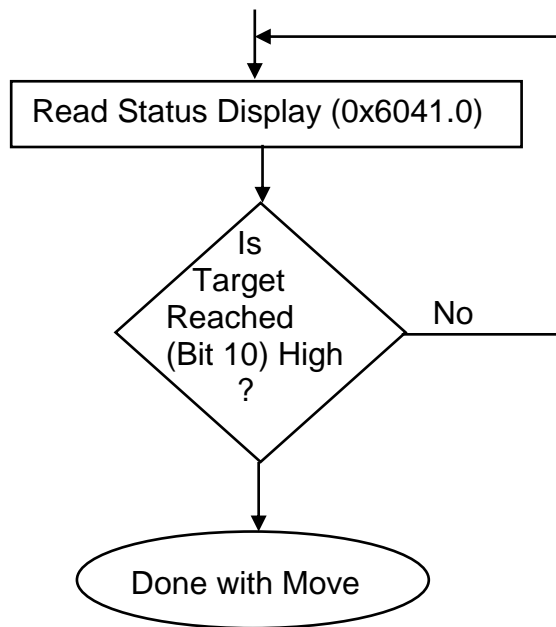 Read Status Display (0x6041.0)
Is
Target
Reached
(Bit 10) High
?
No
Done with Move